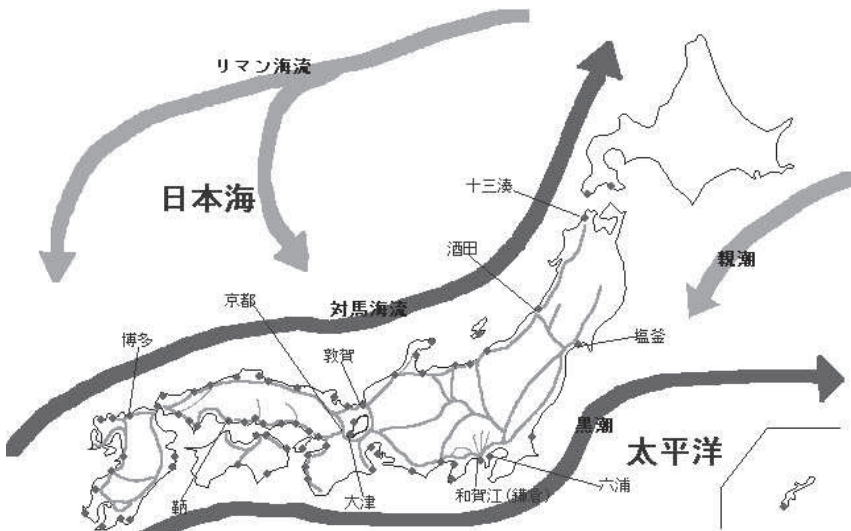 リマン海流
十三湊
日本海
酒田
親潮
京都
対馬海流
博多
敦賀
塩釜
黒潮
太平洋
鞆
大津
和賀江(鎌倉)
六浦